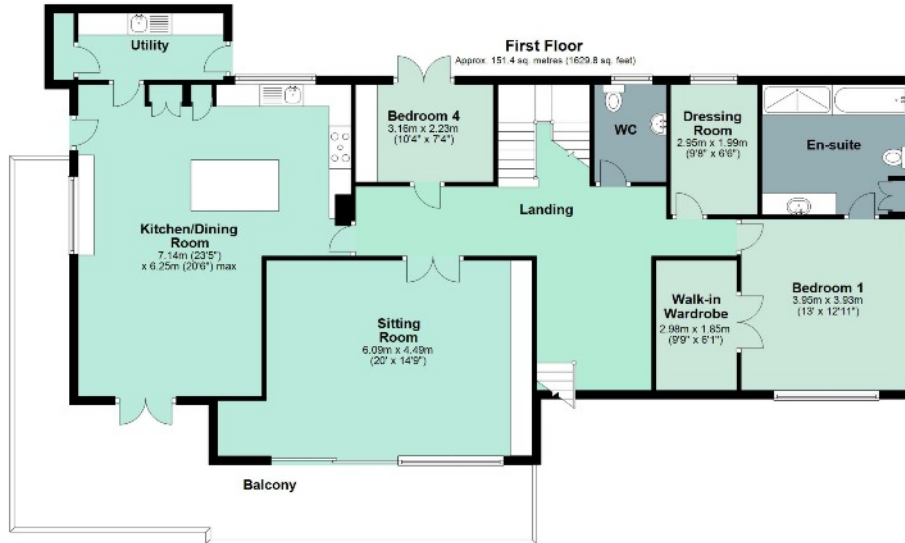 Utility
First Floor
Approx. 151.4 sq. metres (1629.8 sq. feet)
Bedroom 4
3.16m x 2.23m
(10'4" x 7'4")
WC
Dressing
Room
2.95m x 1.99m
(9'8" x 6'6")
En-suite
Kitchen/Dining
Room
7.14m (23'5")
x 6.25m (20'6") max
Landing
Sitting
Room
6.09m x 4.49m
(20' x 14'9")
Walk-in
Wardrobe
2.98m x 1.85m
(9'9" x 6'1")
Bedroom 1
3.95m x 3.93m
(13' x 12'11")
Balcony